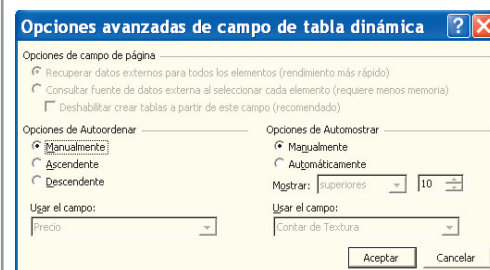 Opciones avanzadas de campo de tabla dinámica
Opciones de campo de página
Recuperar datos externos para todos los elementos (rendimiento más rápido)
Consultar fuente de datos externa al seleccionar cada elemento (requiere menos memoria)
Deshabilitar crear tablas a partir de este campo (recomendado)
Opciones de Autoordenar
Manualmente
Ascendente
Descendente
Usar el campo:
Precio
Opciones de Automostrar
Manualmente
Automáticamente
Mostrar: superiores 10
Usar el campo:
Contar de Textura
Aceptar Cancelar